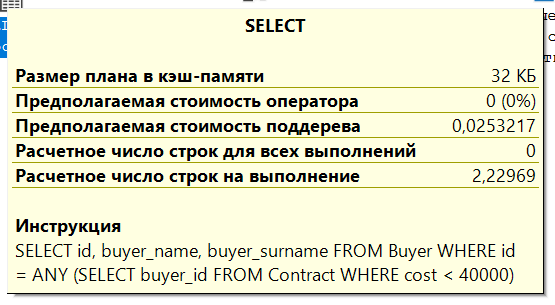 SELECT
Размер плана в кэш-памяти 32 КБ
Предполагаемая стоимость оператора 0 (0%)
Предполагаемая стоимость поддерева 0,0253217
Расчетное число строк для всех выполнений 0
Расчетное число строк на выполнение 2,22969
Инструкция
SELECT id, buyer_name, buyer_surname FROM Buyer WHERE id
= ANY (SELECT buyer_id FROM Contract WHERE cost < 40000)